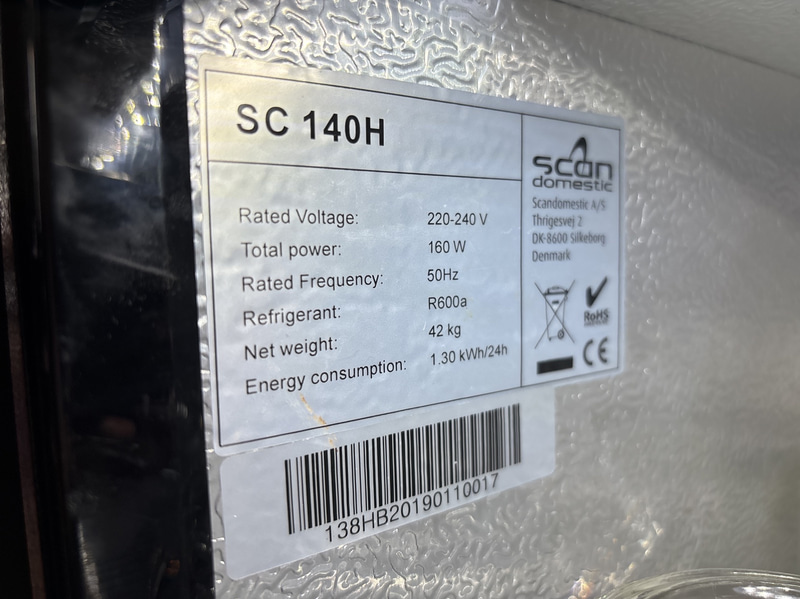 SC 140H
Rated Voltage: 220-240 V
Total power: 160 W
Rated Frequency: 50Hz
Refrigerant: R600a
Net weight: 42 kg
Energy consumption: 1.30 kWh/24h
scan
domestic
Scandomestic A/S
Thrigesvej 2
DK-8600 Silkeborg
Denmark
RoHS
CE
138HB20190110017